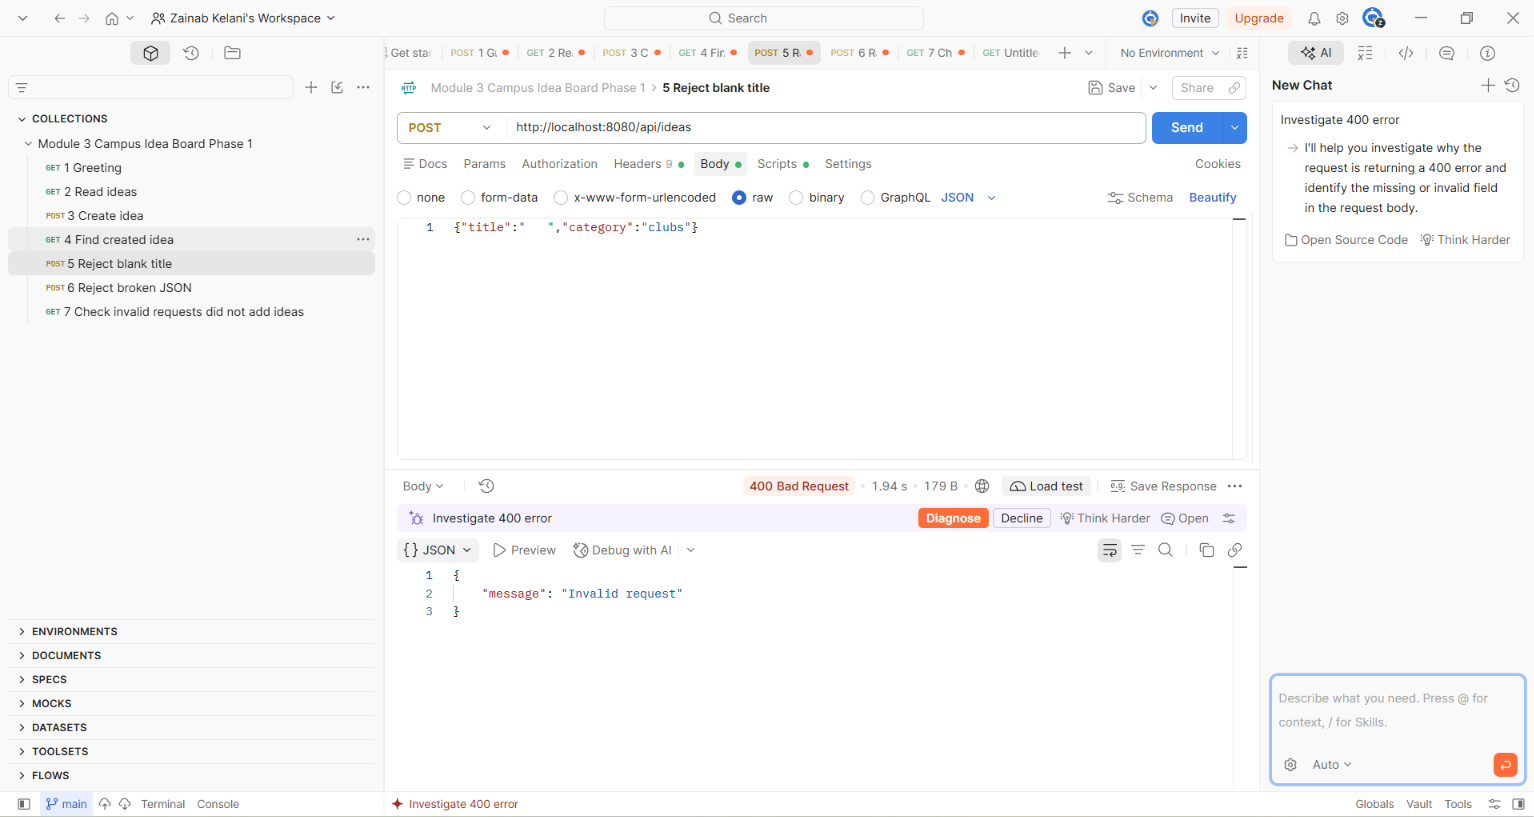 Zainab Kelani's Workspace
Search
Invite
Upgrade
Get star
POST 1 G
GET 2 Re
POST 3 C
GET 4 Fir
POST 5 R
POST 6 R
GET 7 Ch
GET Untitle
No Environment
AI
HTTP
Module 3 Campus Idea Board Phase 1 > 5 Reject blank title
Save
Share
New Chat
COLLECTIONS
Module 3 Campus Idea Board Phase 1
GET 1 Greeting
GET 2 Read ideas
POST 3 Create idea
GET 4 Find created idea
POST 5 Reject blank title
POST 6 Reject broken JSON
GET 7 Check invalid requests did not add ideas
POST
http://localhost:8080/api/ideas
Send
Docs
Params
Authorization
Headers 9
Body
Scripts
Settings
Cookies
none
form-data
x-www-form-urlencoded
raw
binary
GraphQL
JSON
Schema
Beautify
1 {"title":"   ","category":"clubs"}
Investigate 400 error
→ I'll help you investigate why the
request is returning a 400 error and
identify the missing or invalid field
in the request body.
Open Source Code
Think Harder
Body
400 Bad Request
1.94 s
179 B
Load test
e.g. Save Response
Investigate 400 error
Diagnose
Decline
Think Harder
Open
{ } JSON
Preview
Debug with AI
1 {
2 "message": "Invalid request"
3 }
ENVIRONMENTS
DOCUMENTS
SPECS
MOCKS
DATASETS
TOOLSETS
FLOWS
Describe what you need. Press @ for
context, / for Skills.
Auto
main
Terminal
Console
Investigate 400 error
Globals
Vault
Tools